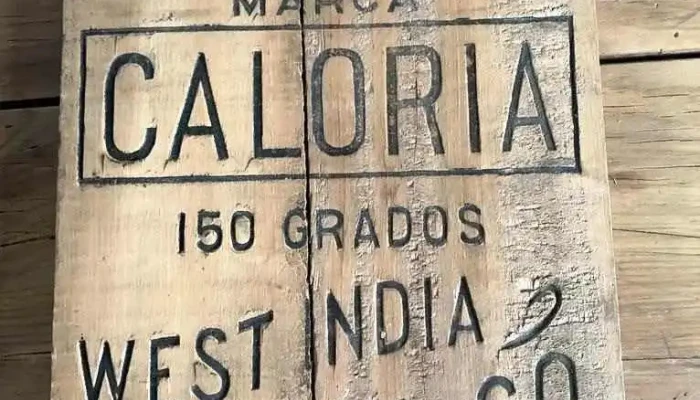 MARCA
CALORIA
150 GRADOS
WEST INDIA
CO